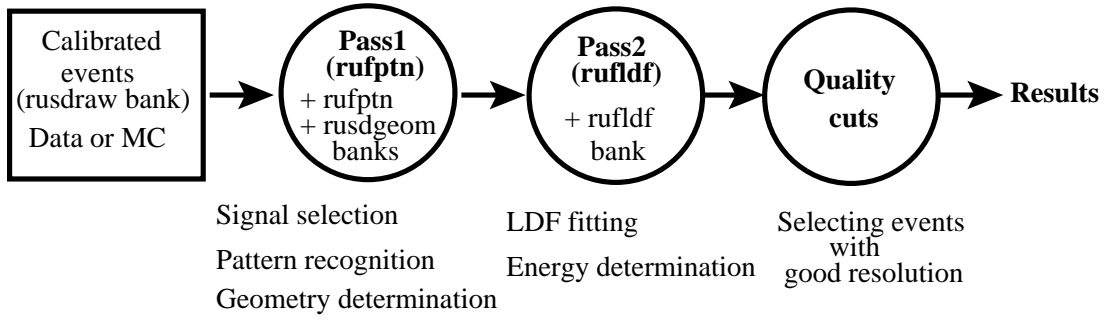 Calibrated
events
(rusdraw bank)
Data or MC
Pass1
(rufptn)
+ rufptn
+ rusdgeom
banks
Signal selection
Pattern recognition
Geometry determination
Pass2
(rufldf)
+ rufldf
bank
LDF fitting
Energy determination
Quality
cuts
Selecting events
with
good resolution
Results